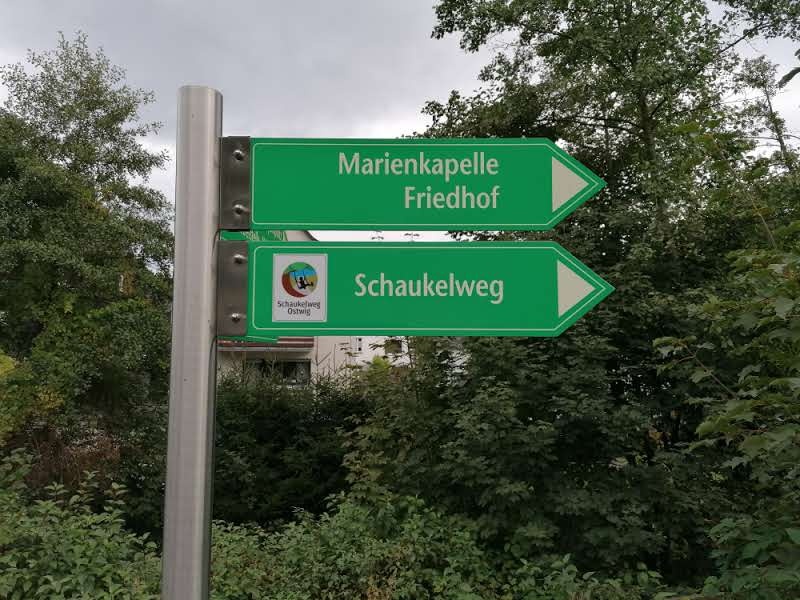 Marienkapelle
Friedhof
Schaukelweg
Schaukelweg
Ostwig